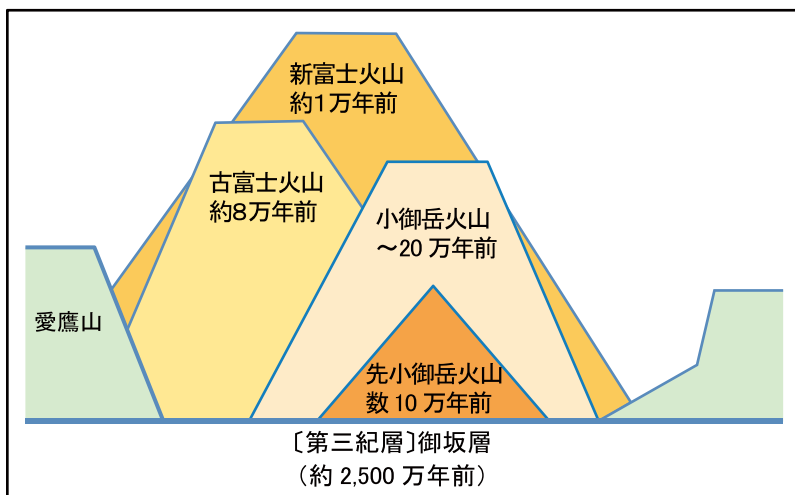 新富士火山
約1万年前
古富士火山
約8万年前
小御岳火山
～20 万年前
愛鷹山
先小御岳火山
数 10 万年前
〔第三紀層〕御坂層
（約 2,500 万年前）